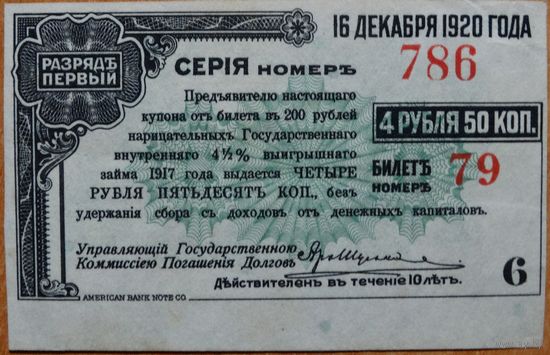 16 ДЕКАБРЯ 1920 ГОДА
РАЗРЯДЪ
ПЕРВЫЙ
СЕРІЯ НОМЕРЪ 786
Предъявителю настоящаго
купона отъ билета въ 200 рублей
нарицательныхъ Государственнаго
4 РУБЛЯ 50 КОП.
внутренняго 4½% выигрышнаго
займа 1917 года выдается ЧЕТЫРЕ
РУБЛЯ ПЯТЬДЕСЯТЪ КОП., безъ
БИЛЕТЪ
НОМЕРЪ 79
удержанія сбора съ доходовъ отъ денежныхъ капиталовъ.
Управляющій Государственною
Коммиссіею Погашенія Долговъ
6
Дѣйствителенъ въ теченіе 10 лѣтъ.
AMERICAN BANK NOTE CO.